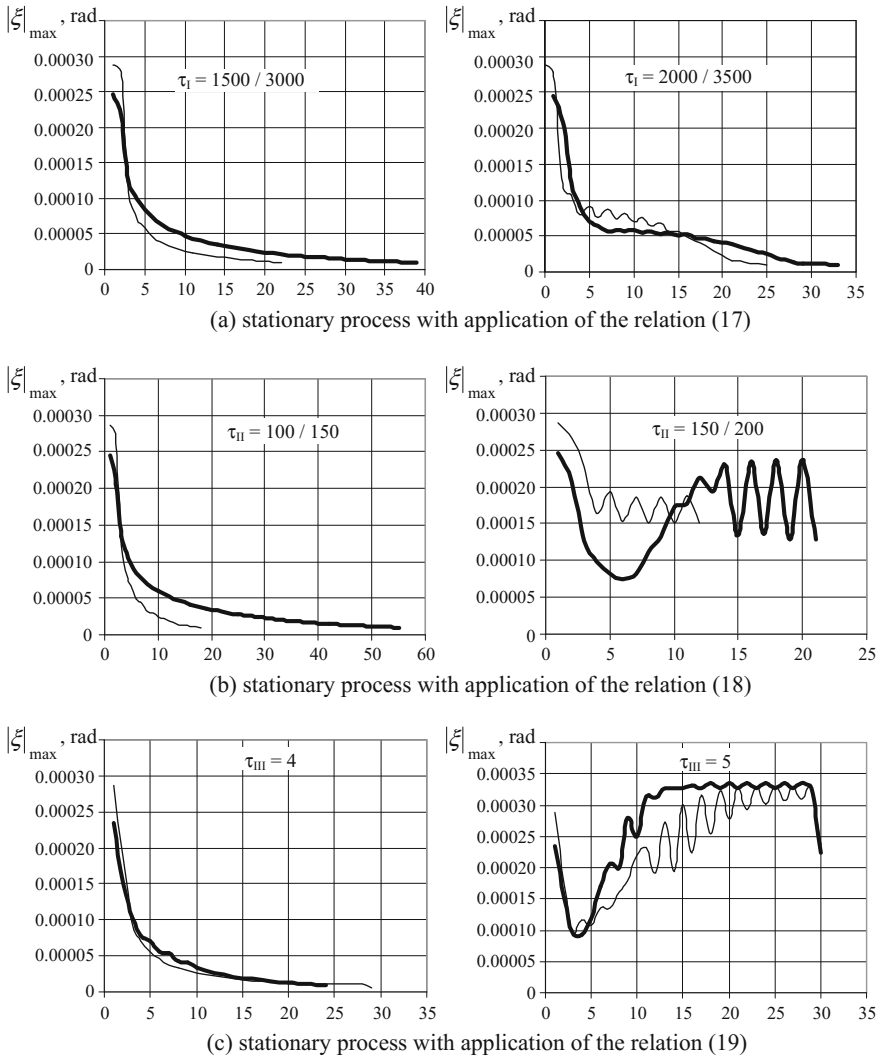 |ξ|max, rad
0.00030
0.00025
0.00020
0.00015
0.00010
0.00005
0
0 5 10 15 20 25 30 35 40
τI = 1500 / 3000
|ξ|max, rad
0.00030
0.00025
0.00020
0.00015
0.00010
0.00005
0
0 5 10 15 20 25 30 35
τI = 2000 / 3500
(a) stationary process with application of the relation (17)
|ξ|max, rad
0.00030
0.00025
0.00020
0.00015
0.00010
0.00005
0
0 10 20 30 40 50 60
τII = 100 / 150
|ξ|max, rad
0.00030
0.00025
0.00020
0.00015
0.00010
0.00005
0
0 5 10 15 20 25
τII = 150 / 200
(b) stationary process with application of the relation (18)
|ξ|max, rad
0.00030
0.00025
0.00020
0.00015
0.00010
0.00005
0
0 5 10 15 20 25 30 35
τIII = 4
|ξ|max, rad
0.00035
0.00030
0.00025
0.00020
0.00015
0.00010
0.00005
0
0 5 10 15 20 25 30 35
τIII = 5
(c) stationary process with application of the relation (19)